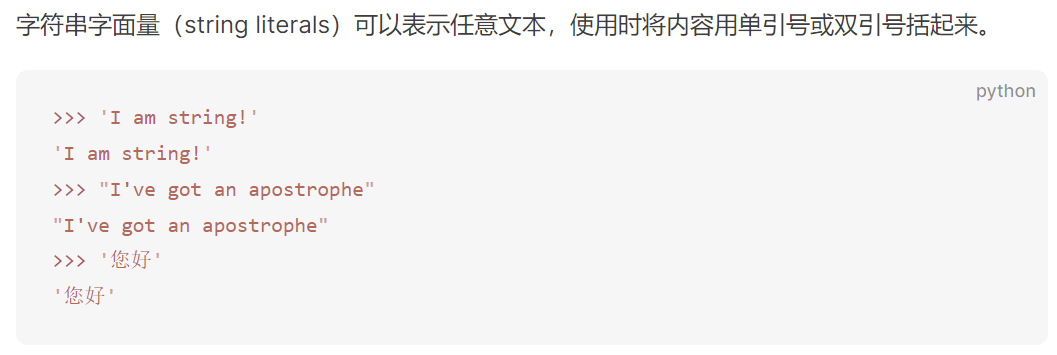 字符串字面量（string literals）可以表示任意文本，使用时将内容用单引号或双引号括起来。
python
>>> 'I am string!'
'I am string!'
>>> "I've got an apostrophe"
"I've got an apostrophe"
>>> '您好'
'您好'